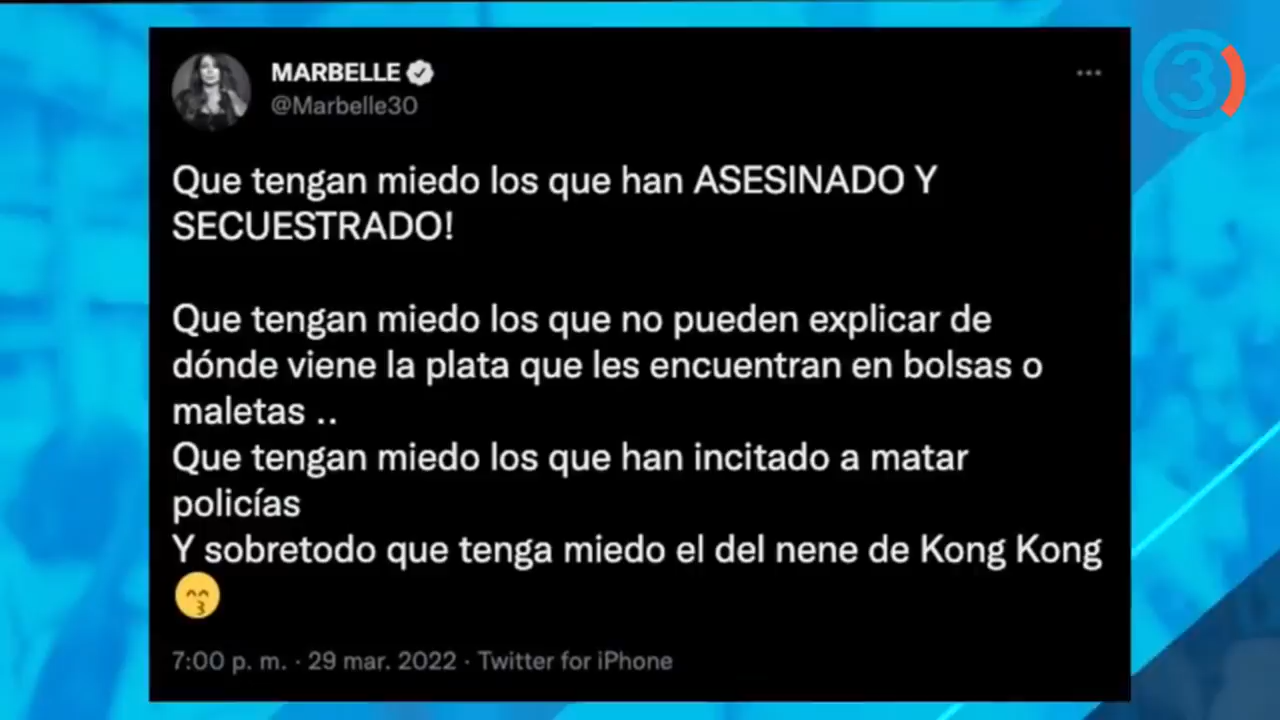 MARBELLE
@Marbelle30
3
Que tengan miedo los que han ASESINADO Y
SECUESTRADO!
Que tengan miedo los que no pueden explicar de
dónde viene la plata que les encuentran en bolsas o
maletas ..
Que tengan miedo los que han incitado a matar
policías
Y sobretodo que tenga miedo el del nene de Kong Kong
7:00 p. m. · 29 mar. 2022 · Twitter for iPhone